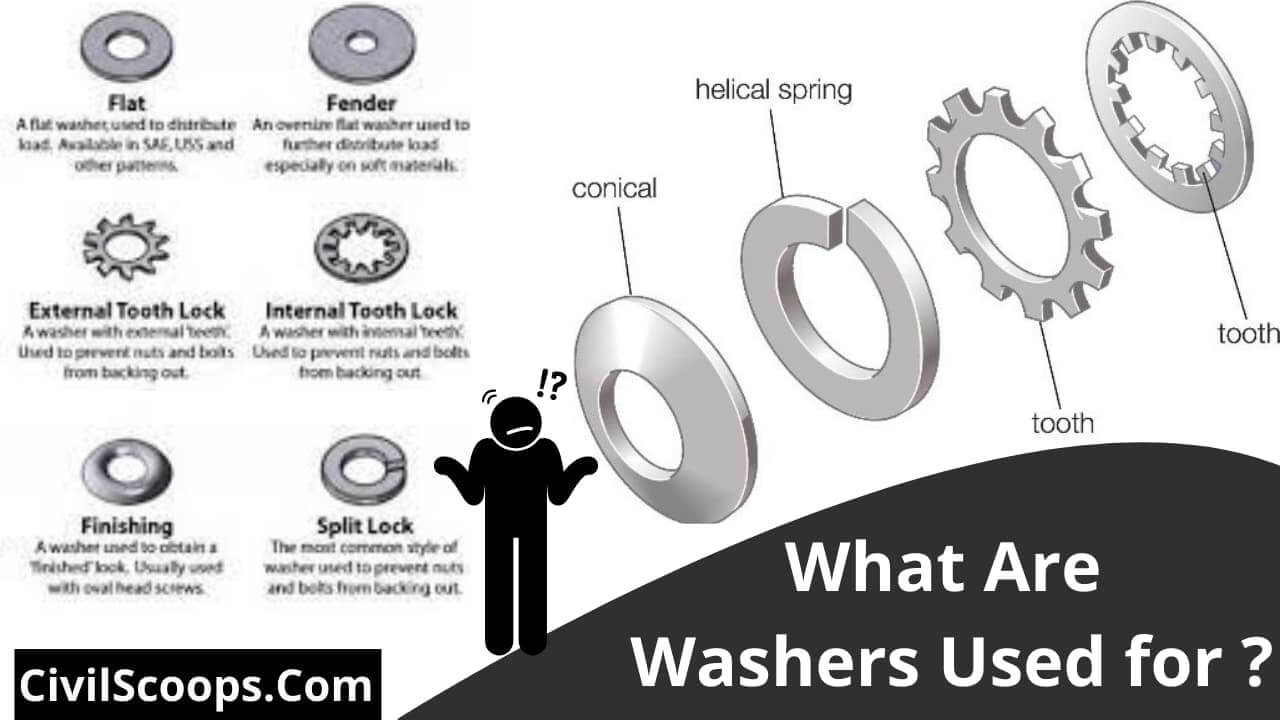 Flat
A flat washer, used to distribute
load. Available in SAE, USS and
other patterns.
Fender
An oversize flat washer used to
further distribute load
especially on soft materials.
External Tooth Lock
A washer with external 'teeth'.
Used to prevent nuts and bolts
from backing out.
Internal Tooth Lock
A washer with internal 'teeth'.
Used to prevent nuts and bolts
from backing out.
Finishing
A washer used to obtain a
'finished' look. Usually used
with oval head screws.
Split Lock
The most common style of
washer used to prevent nuts
and bolts from backing out.
helical spring
conical
tooth
tooth
!?
What Are
Washers Used for ?
CivilScoops.Com